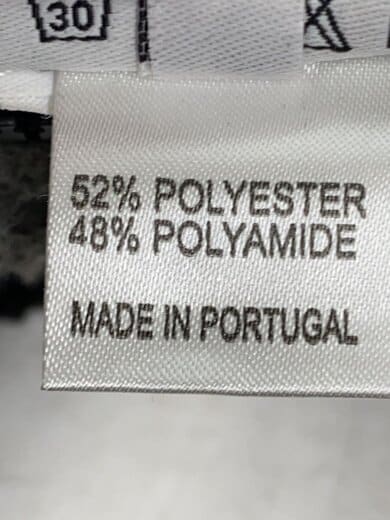 30
52% POLYESTER
48% POLYAMIDE
MADE IN PORTUGAL